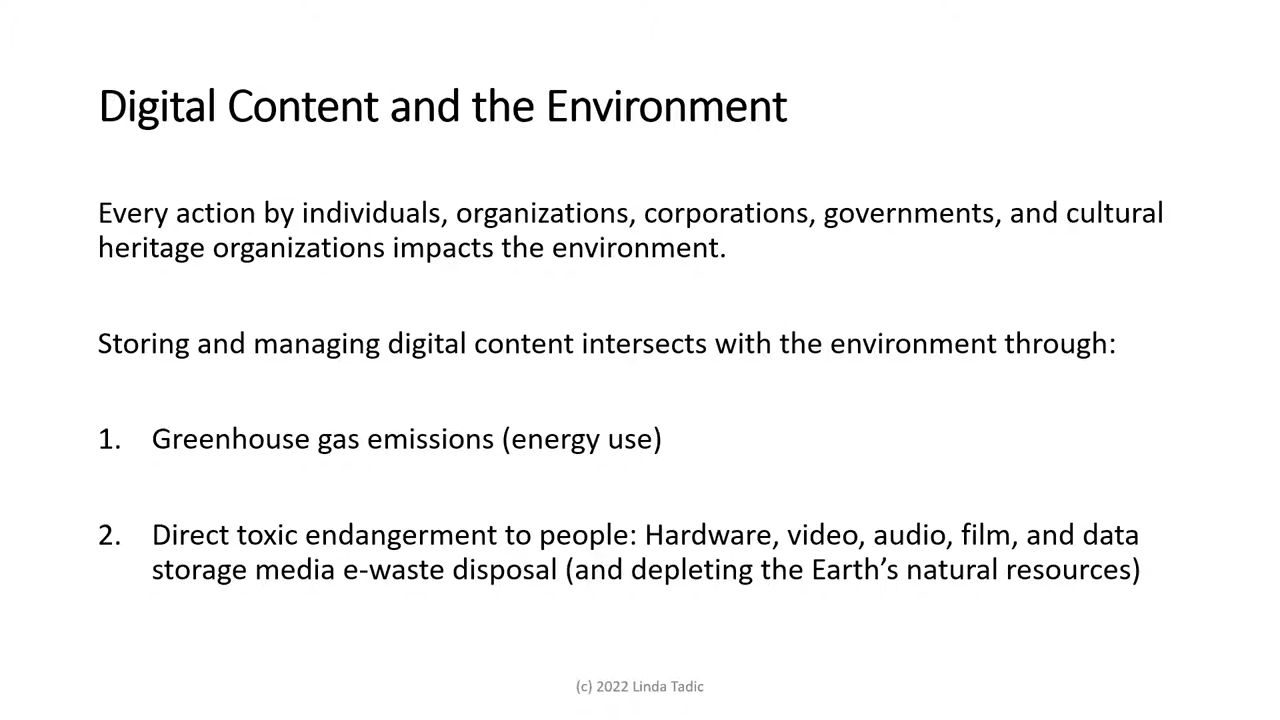 Digital Content and the Environment
Every action by individuals, organizations, corporations, governments, and cultural
heritage organizations impacts the environment.
Storing and managing digital content intersects with the environment through:
1. Greenhouse gas emissions (energy use)
2. Direct toxic endangerment to people: Hardware, video, audio, film, and data
storage media e-waste disposal (and depleting the Earth’s natural resources)
(c) 2022 Linda Tadic